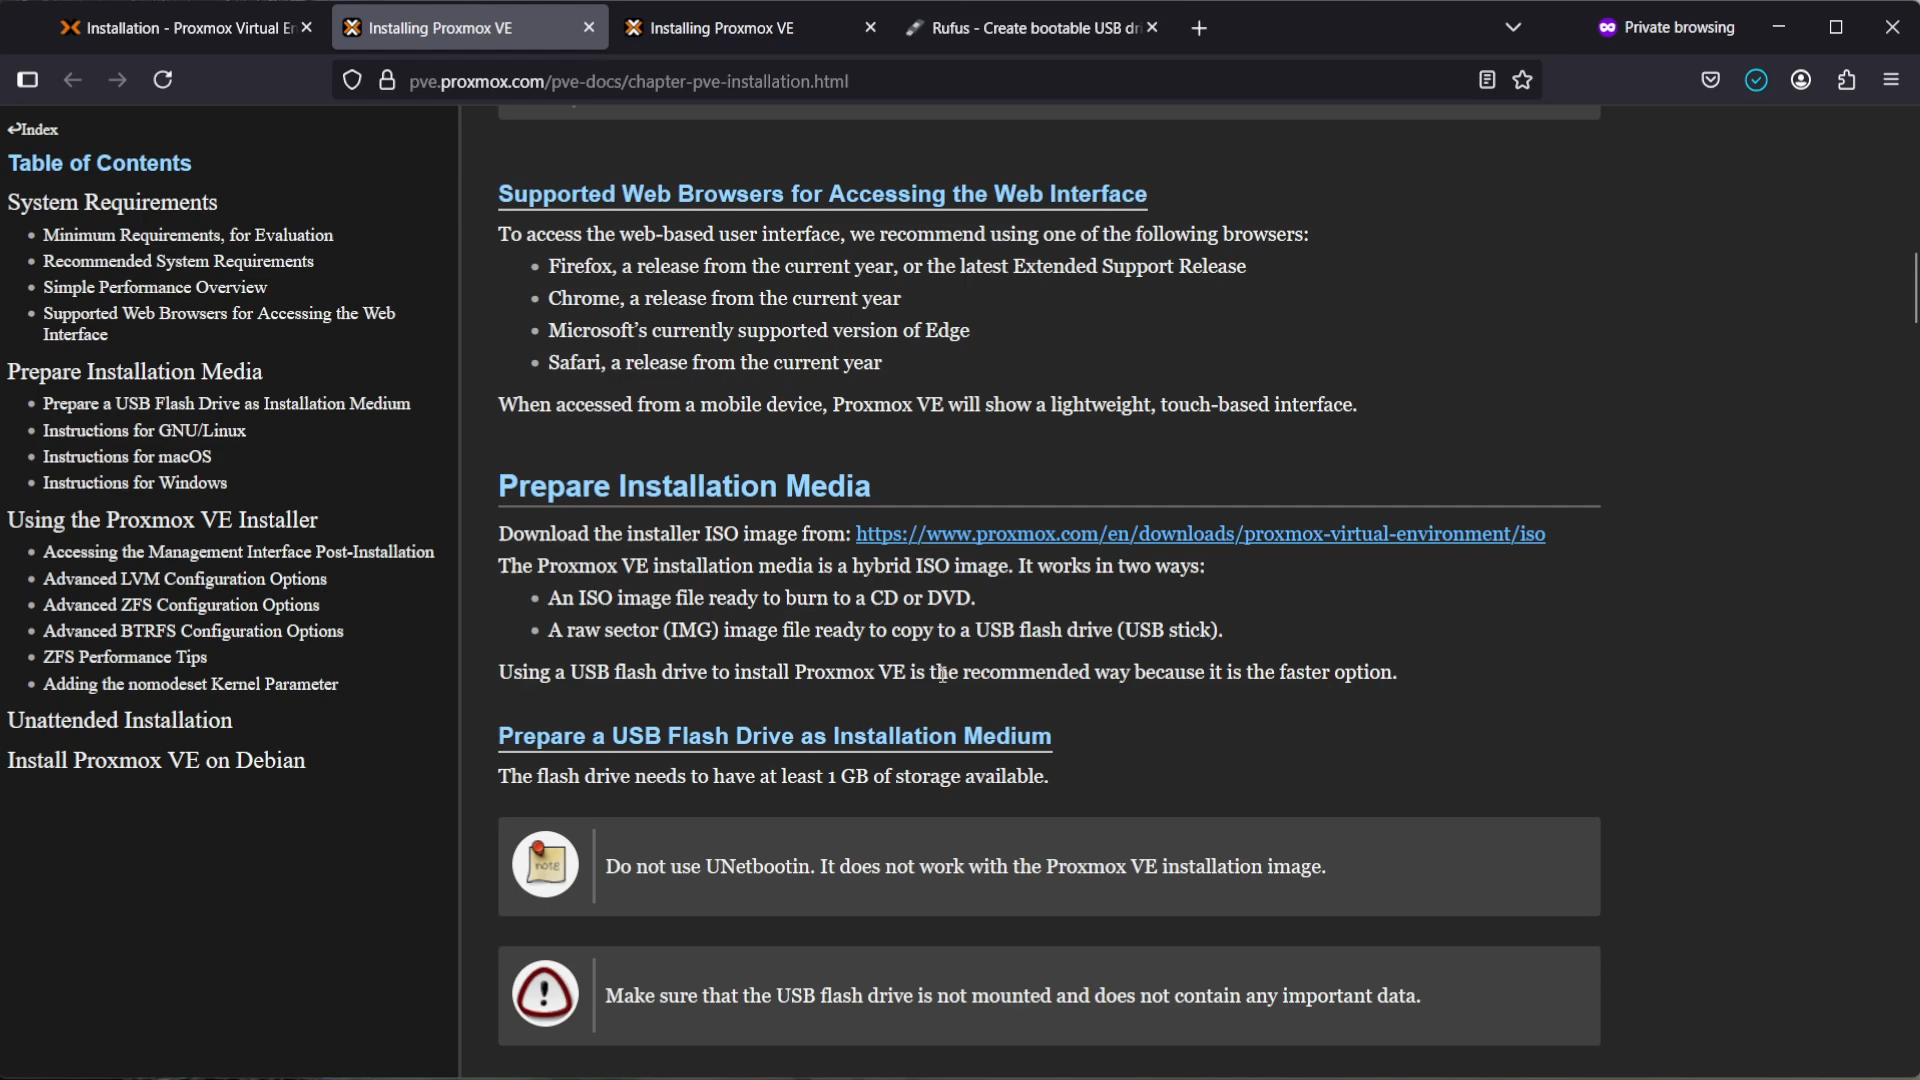 Installation - Proxmox Virtual En
Installing Proxmox VE
Installing Proxmox VE
Rufus - Create bootable USB dri
Private browsing
pve.proxmox.com/pve-docs/chapter-pve-installation.html
↩Index
Table of Contents
System Requirements
Minimum Requirements, for Evaluation
Recommended System Requirements
Simple Performance Overview
Supported Web Browsers for Accessing the Web
Interface
Prepare Installation Media
Prepare a USB Flash Drive as Installation Medium
Instructions for GNU/Linux
Instructions for macOS
Instructions for Windows
Using the Proxmox VE Installer
Accessing the Management Interface Post-Installation
Advanced LVM Configuration Options
Advanced ZFS Configuration Options
Advanced BTRFS Configuration Options
ZFS Performance Tips
Adding the nomodeset Kernel Parameter
Unattended Installation
Install Proxmox VE on Debian
Supported Web Browsers for Accessing the Web Interface
To access the web-based user interface, we recommend using one of the following browsers:
Firefox, a release from the current year, or the latest Extended Support Release
Chrome, a release from the current year
Microsoft’s currently supported version of Edge
Safari, a release from the current year
When accessed from a mobile device, Proxmox VE will show a lightweight, touch-based interface.
Prepare Installation Media
Download the installer ISO image from: https://www.proxmox.com/en/downloads/proxmox-virtual-environment/iso
The Proxmox VE installation media is a hybrid ISO image. It works in two ways:
An ISO image file ready to burn to a CD or DVD.
A raw sector (IMG) image file ready to copy to a USB flash drive (USB stick).
Using a USB flash drive to install Proxmox VE is the recommended way because it is the faster option.
Prepare a USB Flash Drive as Installation Medium
The flash drive needs to have at least 1 GB of storage available.
note
Do not use UNetbootin. It does not work with the Proxmox VE installation image.
Make sure that the USB flash drive is not mounted and does not contain any important data.